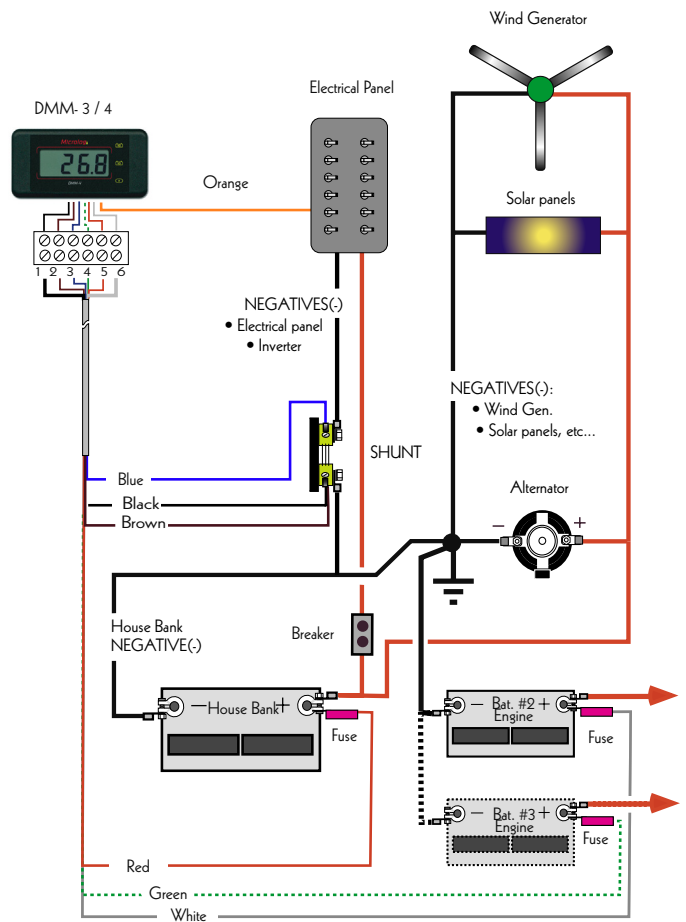 Wind Generator
Electrical Panel
DMM- 3 / 4
26.8
Orange
Solar panels
1 2 3 4 5 6
NEGATIVES(-)
• Electrical panel
• Inverter
NEGATIVES(-):
• Wind Gen.
• Solar panels, etc...
SHUNT
Blue
Alternator
Black
Brown
– +
House Bank
NEGATIVE(-)
Breaker
– House Bank +
Fuse
– Bat. #2 +
Engine
Fuse
– Bat. #3 +
Engine
Fuse
Red
Green
White